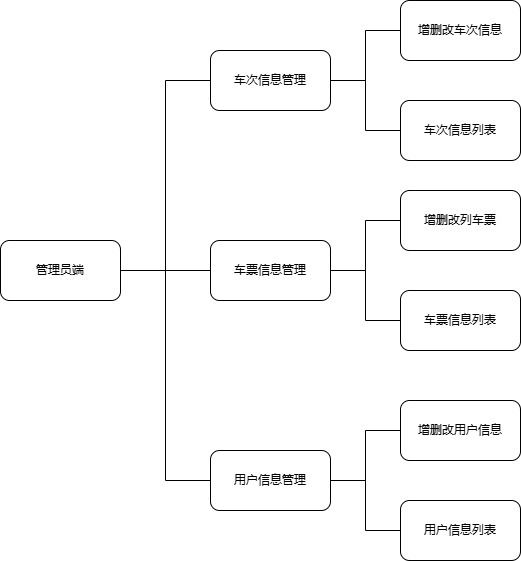 增删改车次信息
车次信息管理
车次信息列表
增删改列车票
管理员端
车票信息管理
车票信息列表
增删改用户信息
用户信息管理
用户信息列表